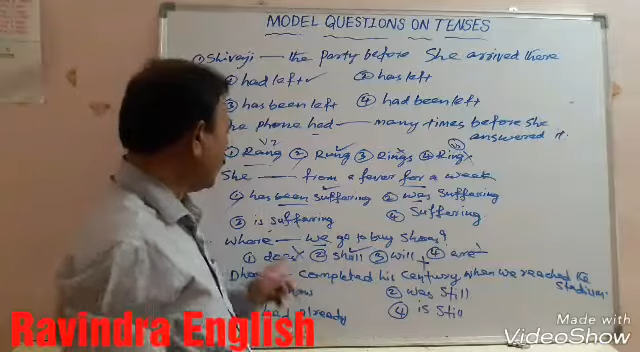 MODEL QUESTIONS ON TENSES
① Shivaji —— the party before She arrived there
① had left ✓ ② has left
③ has been left ④ had been left
phone had —— many times before she
answered it.
V2 V3
① Rang ② Rung ✓ ③ Rings ④ Ring
She —— from a fever for a week
① has been suffering ✓ ② was suffering
③ is suffering ④ suffering
Where —— we go to buy shoes?
① does ② shall ✓ ③ will ④ are
—— completed his century when we reached
Stadium
② was still
already ④ is still
Ravindra English
Made with
VideoShow